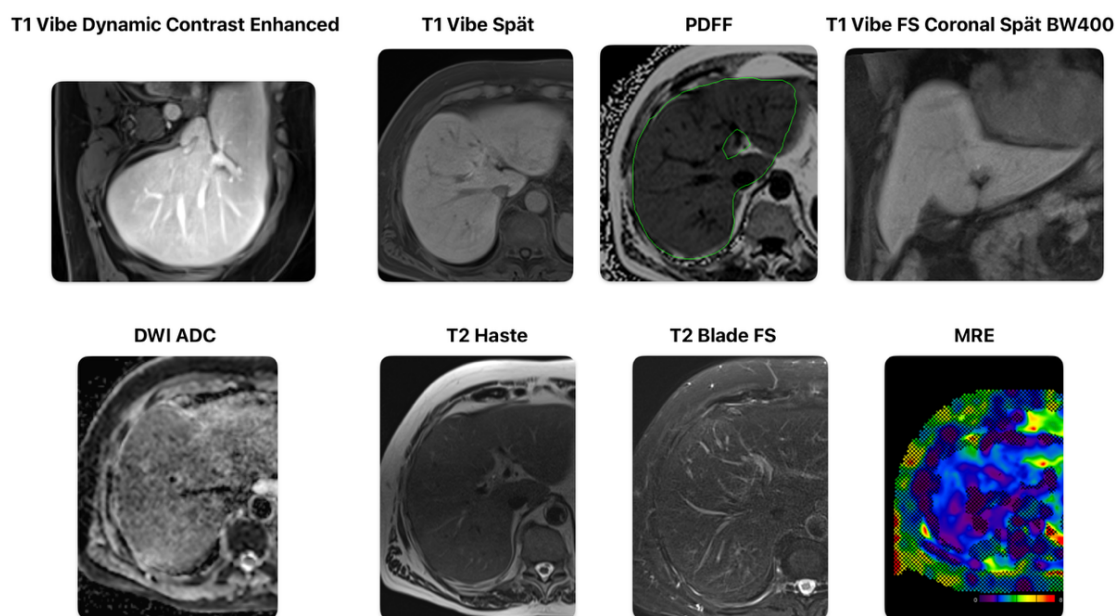 T1 Vibe Dynamic Contrast Enhanced
T1 Vibe Spät
PDFF
T1 Vibe FS Coronal Spät BW400
DWI ADC
T2 Haste
T2 Blade FS
MRE